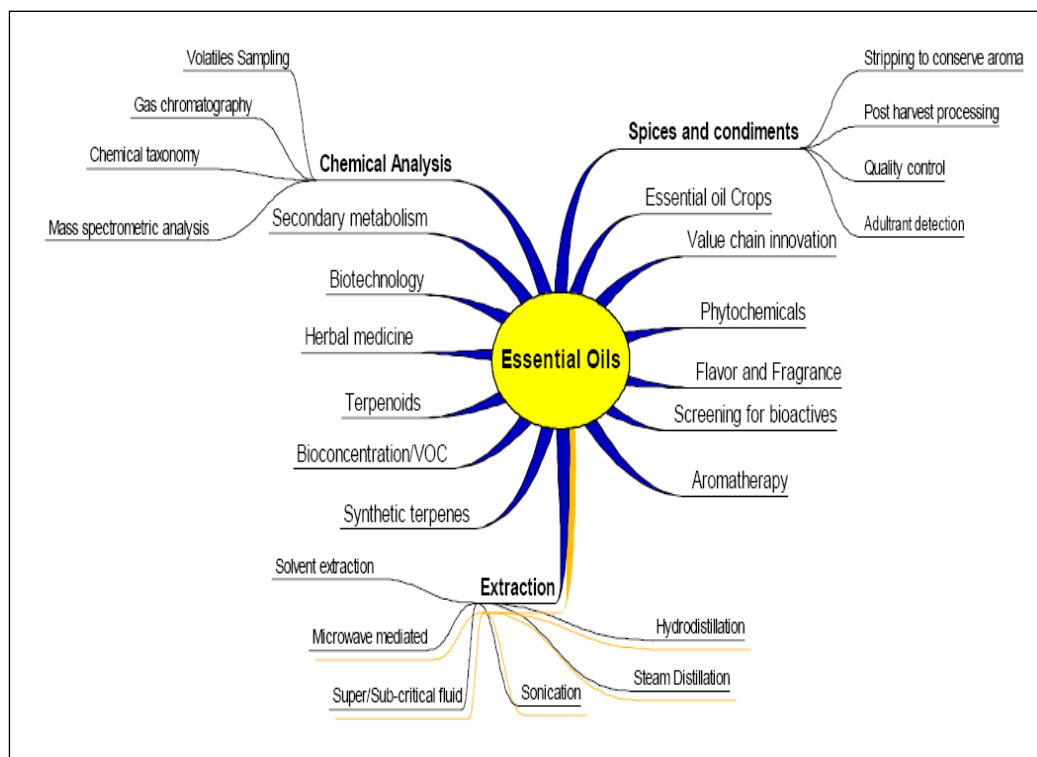 Volatiles Sampling
Gas chromatography
Chemical taxonomy
Mass spectrometric analysis
Chemical Analysis
Secondary metabolism
Biotechnology
Herbal medicine
Terpenoids
Bioconcentration/VOC
Synthetic terpenes
Essential Oils
Spices and condiments
Stripping to conserve aroma
Post harvest processing
Quality control
Adultrant detection
Essential oil Crops
Value chain innovation
Phytochemicals
Flavor and Fragrance
Screening for bioactives
Aromatherapy
Extraction
Solvent extraction
Microwave mediated
Super/Sub-critical fluid
Sonication
Steam Distillation
Hydrodistillation